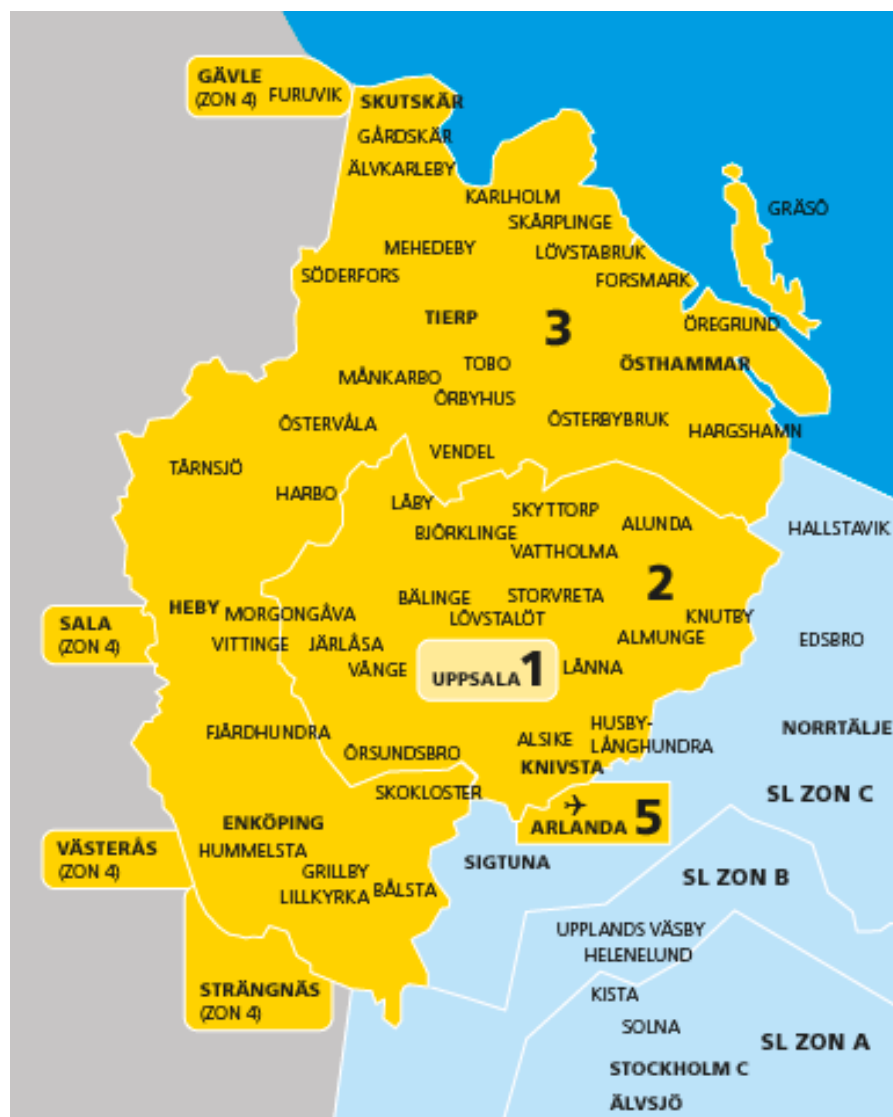 GÄVLE
(ZON 4) FURUVIK
SKUTSKÄR
GÅRDSKÄR
ÄLVKARLEBY
KARLHOLM
GRÄSÖ
SKÄRPLINGE
MEHEDEBY
LÖVSTABRUK
SÖDERFORS
FORSMARK
TIERP
3
ÖREGRUND
TOBO
ÖSTHAMMAR
MÅNKARBO
ÖRBYHUS
ÖSTERVÅLA
ÖSTERBYBRUK
HARGSHAMN
VENDEL
TÄRNSJÖ
HARBO
LÅBY
SKYTTORP
ALUNDA
HALLSTAVIK
BJÖRKLINGE
VATTHOLMA
2
BÄLINGE
STORVRETA
HEBY
MORGONGÅVA
LÖVSTALÖT
KNUTBY
SALA
(ZON 4)
VITTINGE
JÄRLÅSA
ALMUNGE
EDSBRO
VÄNGE
UPPSALA 1
LÄNNA
FJÄRDHUNDRA
ÖRSUNDSBRO
ALSIKE
HUSBY-
LÅNGHUNDRA
NORRTÄLJE
KNIVSTA
SKOKLOSTER
SL ZON C
ENKÖPING
ARLANDA 5
VÄSTERÅS
(ZON 4)
HUMMELSTA
SIGTUNA
GRILLBY
SL ZON B
LILLKYRKA
BÅLSTA
UPPLANDS VÄSBY
HELENELUND
STRÄNGNÄS
(ZON 4)
KISTA
SOLNA
SL ZON A
STOCKHOLM C
ÄLVSJÖ